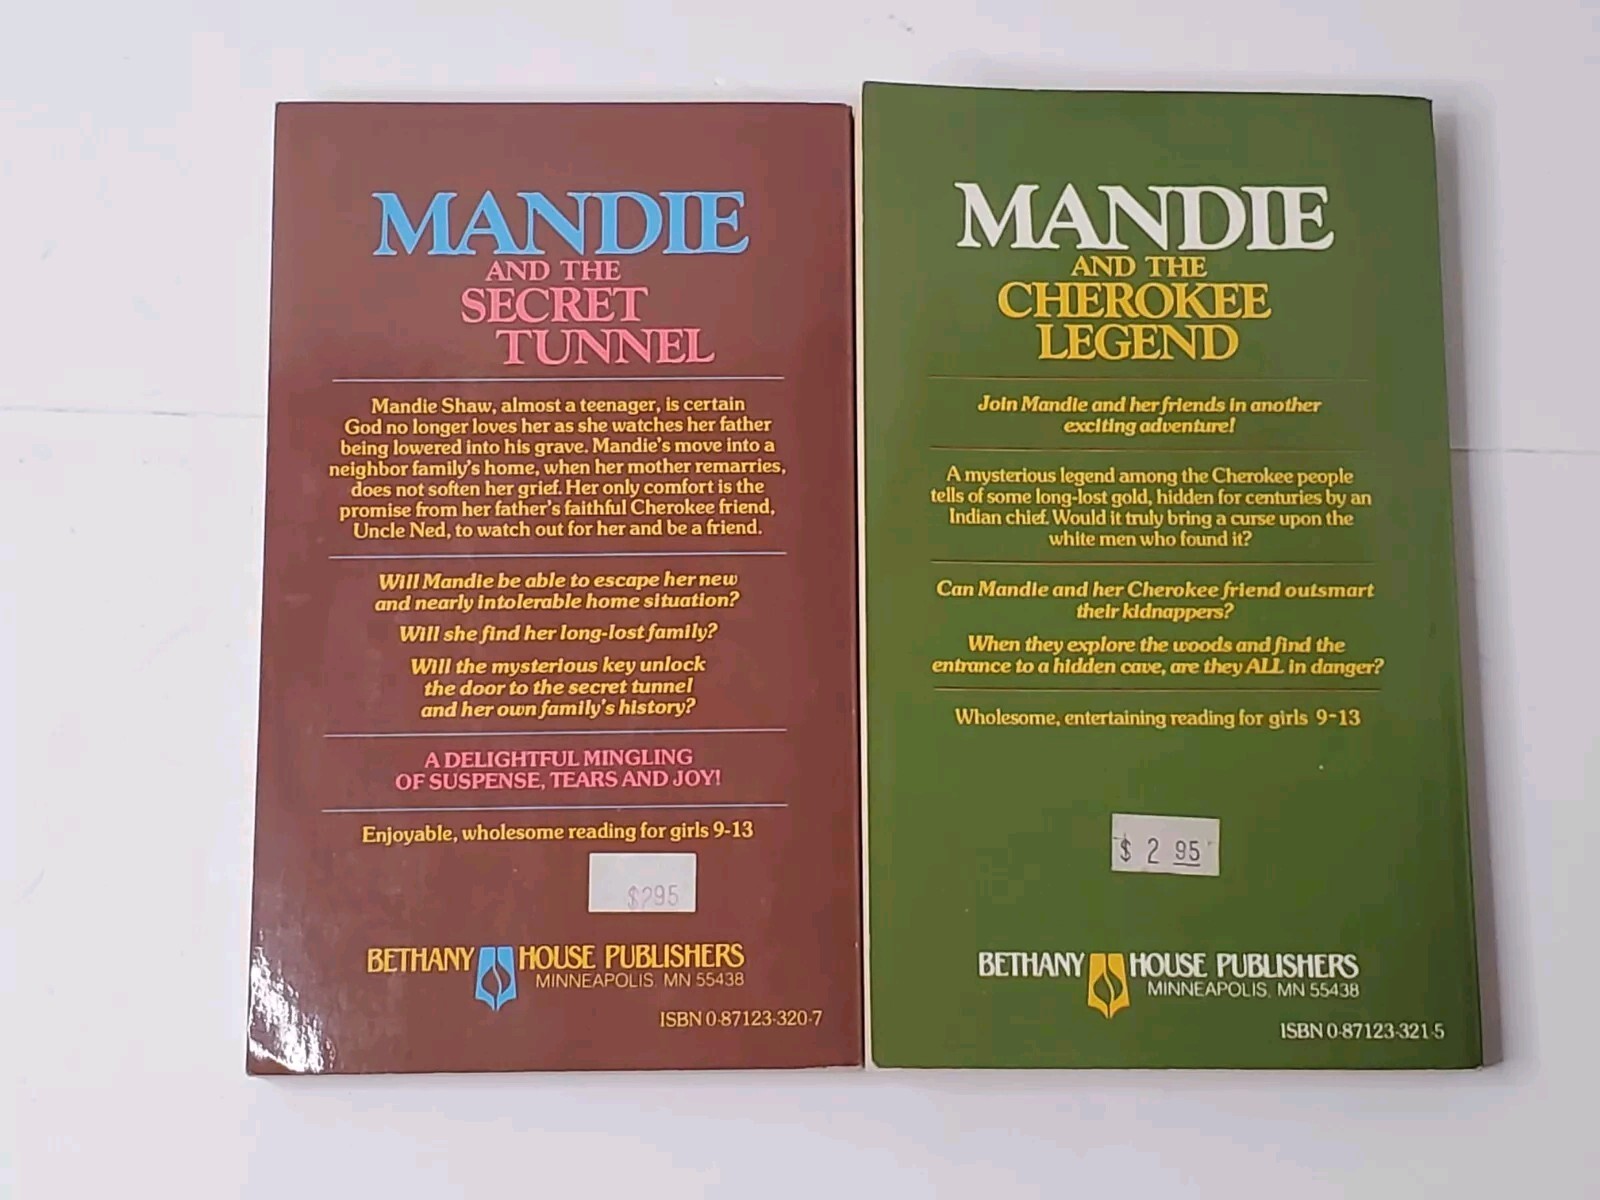 MANDIE
AND THE
SECRET
TUNNEL
Mandie Shaw, almost a teenager, is certain
God no longer loves her as she watches her father
being lowered into his grave. Mandie's move into a
neighbor family's home, when her mother remarries,
does not soften her grief. Her only comfort is the
promise from her father's faithful Cherokee friend,
Uncle Ned, to watch out for her and be a friend.
Will Mandie be able to escape her new
and nearly intolerable home situation?
Will she find her long-lost family?
Will the mysterious key unlock
the door to the secret tunnel
and her own family's history?
A DELIGHTFUL MINGLING
OF SUSPENSE, TEARS AND JOY!
Enjoyable, wholesome reading for girls 9-13
$295
BETHANY HOUSE PUBLISHERS
MINNEAPOLIS, MN 55438
ISBN 0-87123-320-7
MANDIE
AND THE
CHEROKEE
LEGEND
Join Mandie and her friends in another
exciting adventure!
A mysterious legend among the Cherokee people
tells of some long-lost gold, hidden for centuries by an
Indian chief. Would it truly bring a curse upon the
white men who found it?
Can Mandie and her Cherokee friend outsmart
their kidnappers?
When they explore the woods and find the
entrance to a hidden cave, are they ALL in danger?
Wholesome, entertaining reading for girls 9-13
$ 2 95
BETHANY HOUSE PUBLISHERS
MINNEAPOLIS, MN 55438
ISBN 0-87123-321-5